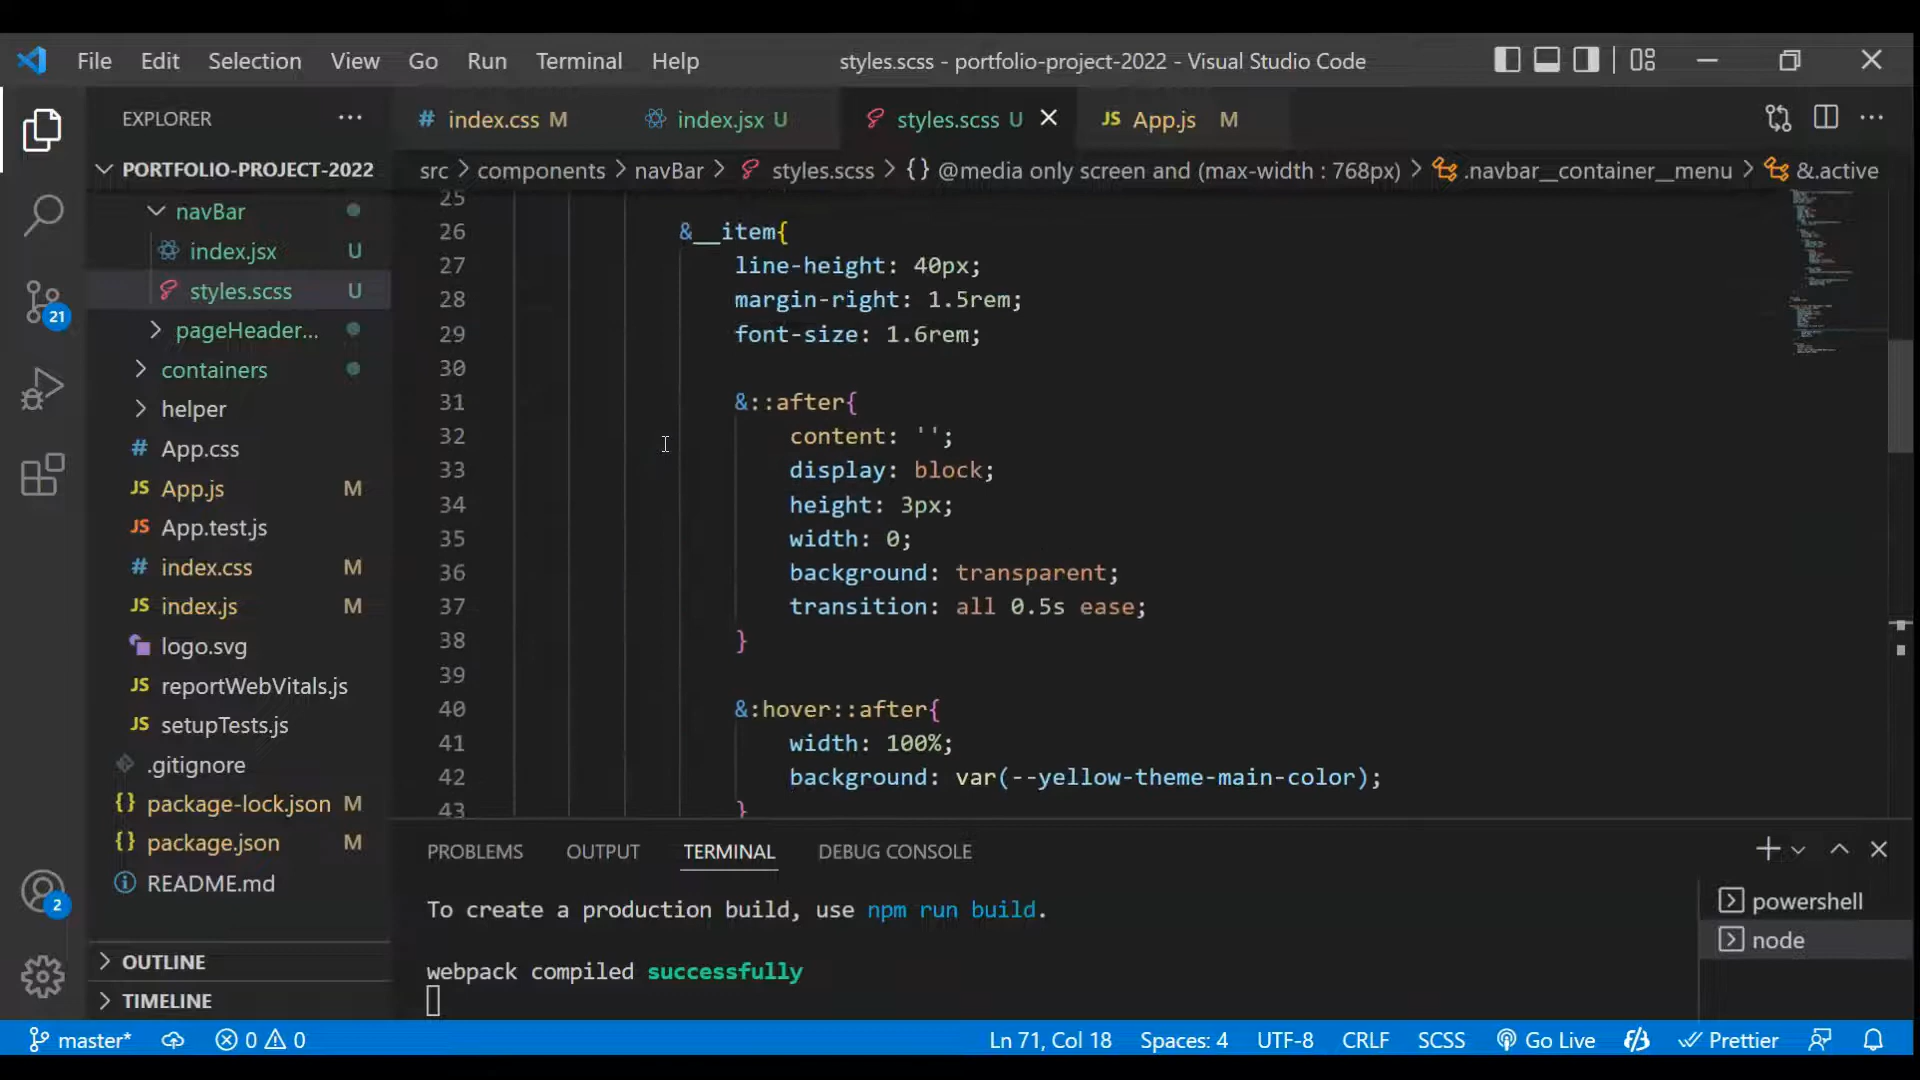 File Edit Selection View Go Run Terminal Help styles.scss - portfolio-project-2022 - Visual Studio Code
EXPLORER
# index.css M index.jsx U styles.scss U JS App.js M
PORTFOLIO-PROJECT-2022
src > components > navBar > styles.scss > {} @media only screen and (max-width : 768px) > .navbar__container__menu > &.active
navBar
index.jsx U
styles.scss U
pageHeader...
containers
helper
# App.css
JS App.js M
JS App.test.js
# index.css M
JS index.js M
logo.svg
JS reportWebVitals.js
JS setupTests.js
.gitignore
{} package-lock.json M
{} package.json M
README.md
OUTLINE
TIMELINE
21
2
25
26 &__item{
27 line-height: 40px;
28 margin-right: 1.5rem;
29 font-size: 1.6rem;
30
31 &::after{
32 content: '';
33 display: block;
34 height: 3px;
35 width: 0;
36 background: transparent;
37 transition: all 0.5s ease;
38 }
39
40 &:hover::after{
41 width: 100%;
42 background: var(--yellow-theme-main-color);
43 }
PROBLEMS OUTPUT TERMINAL DEBUG CONSOLE
To create a production build, use npm run build.
webpack compiled successfully
powershell
node
master* 0 0 Ln 71, Col 18 Spaces: 4 UTF-8 CRLF SCSS Go Live Prettier